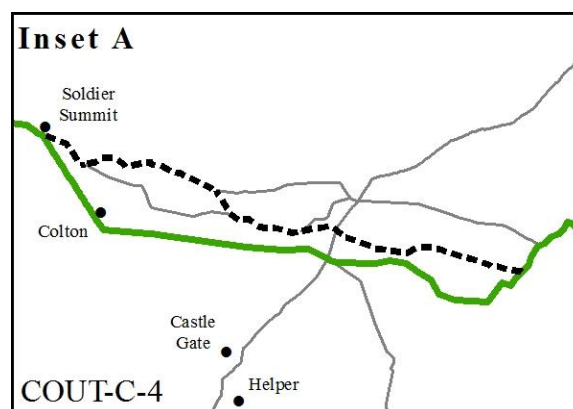 Inset A
Soldier
Summit
Colton
Castle
Gate
Helper
COUT-C-4